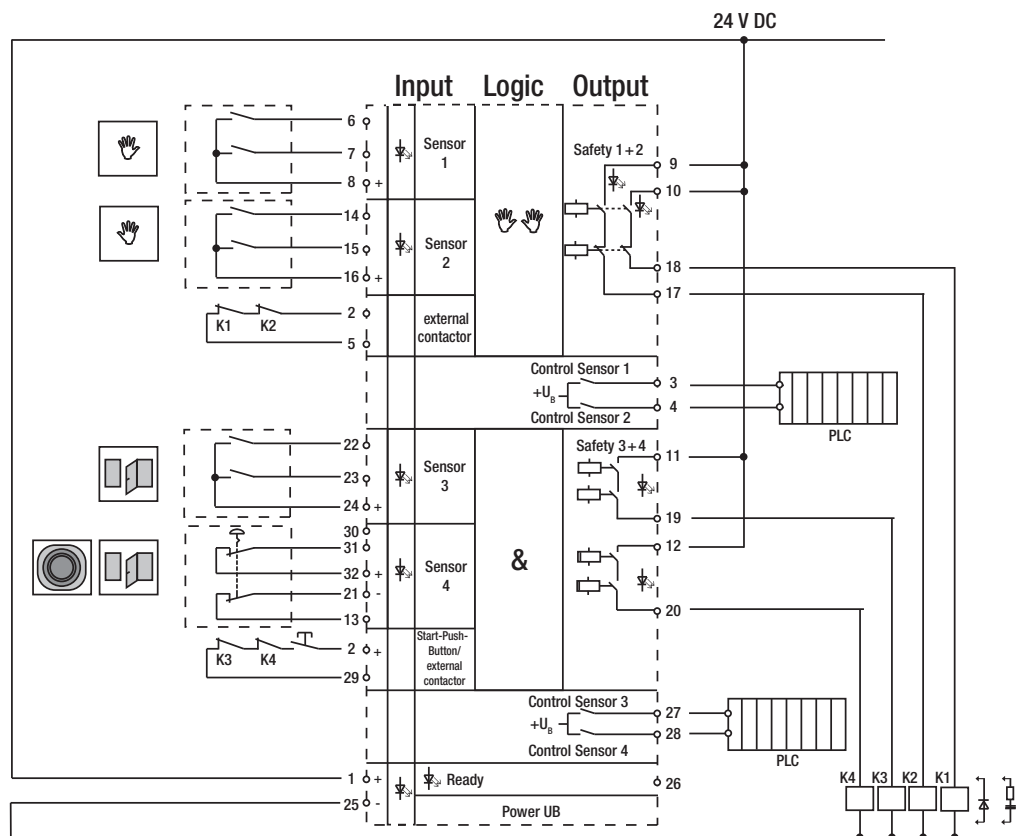 24 V DC
Input Logic Output
6
7
8 +
Sensor
1
Safety 1+2
9
10
14
15
16 +
Sensor
2
18
17
K1 K2
2
5
external
contactor
Control Sensor 1
+UB
Control Sensor 2
3
4
PLC
22
23
24 +
Sensor
3
Safety 3+4
11
19
30
31
32 +
21 -
13
Sensor
4
&
12
20
K3 K4
2 +
29
Start-Push-
Button/
external
contactor
Control Sensor 3
+UB
Control Sensor 4
27
28
PLC
1 +
Ready
26
25 -
Power UB
K4 K3 K2 K1